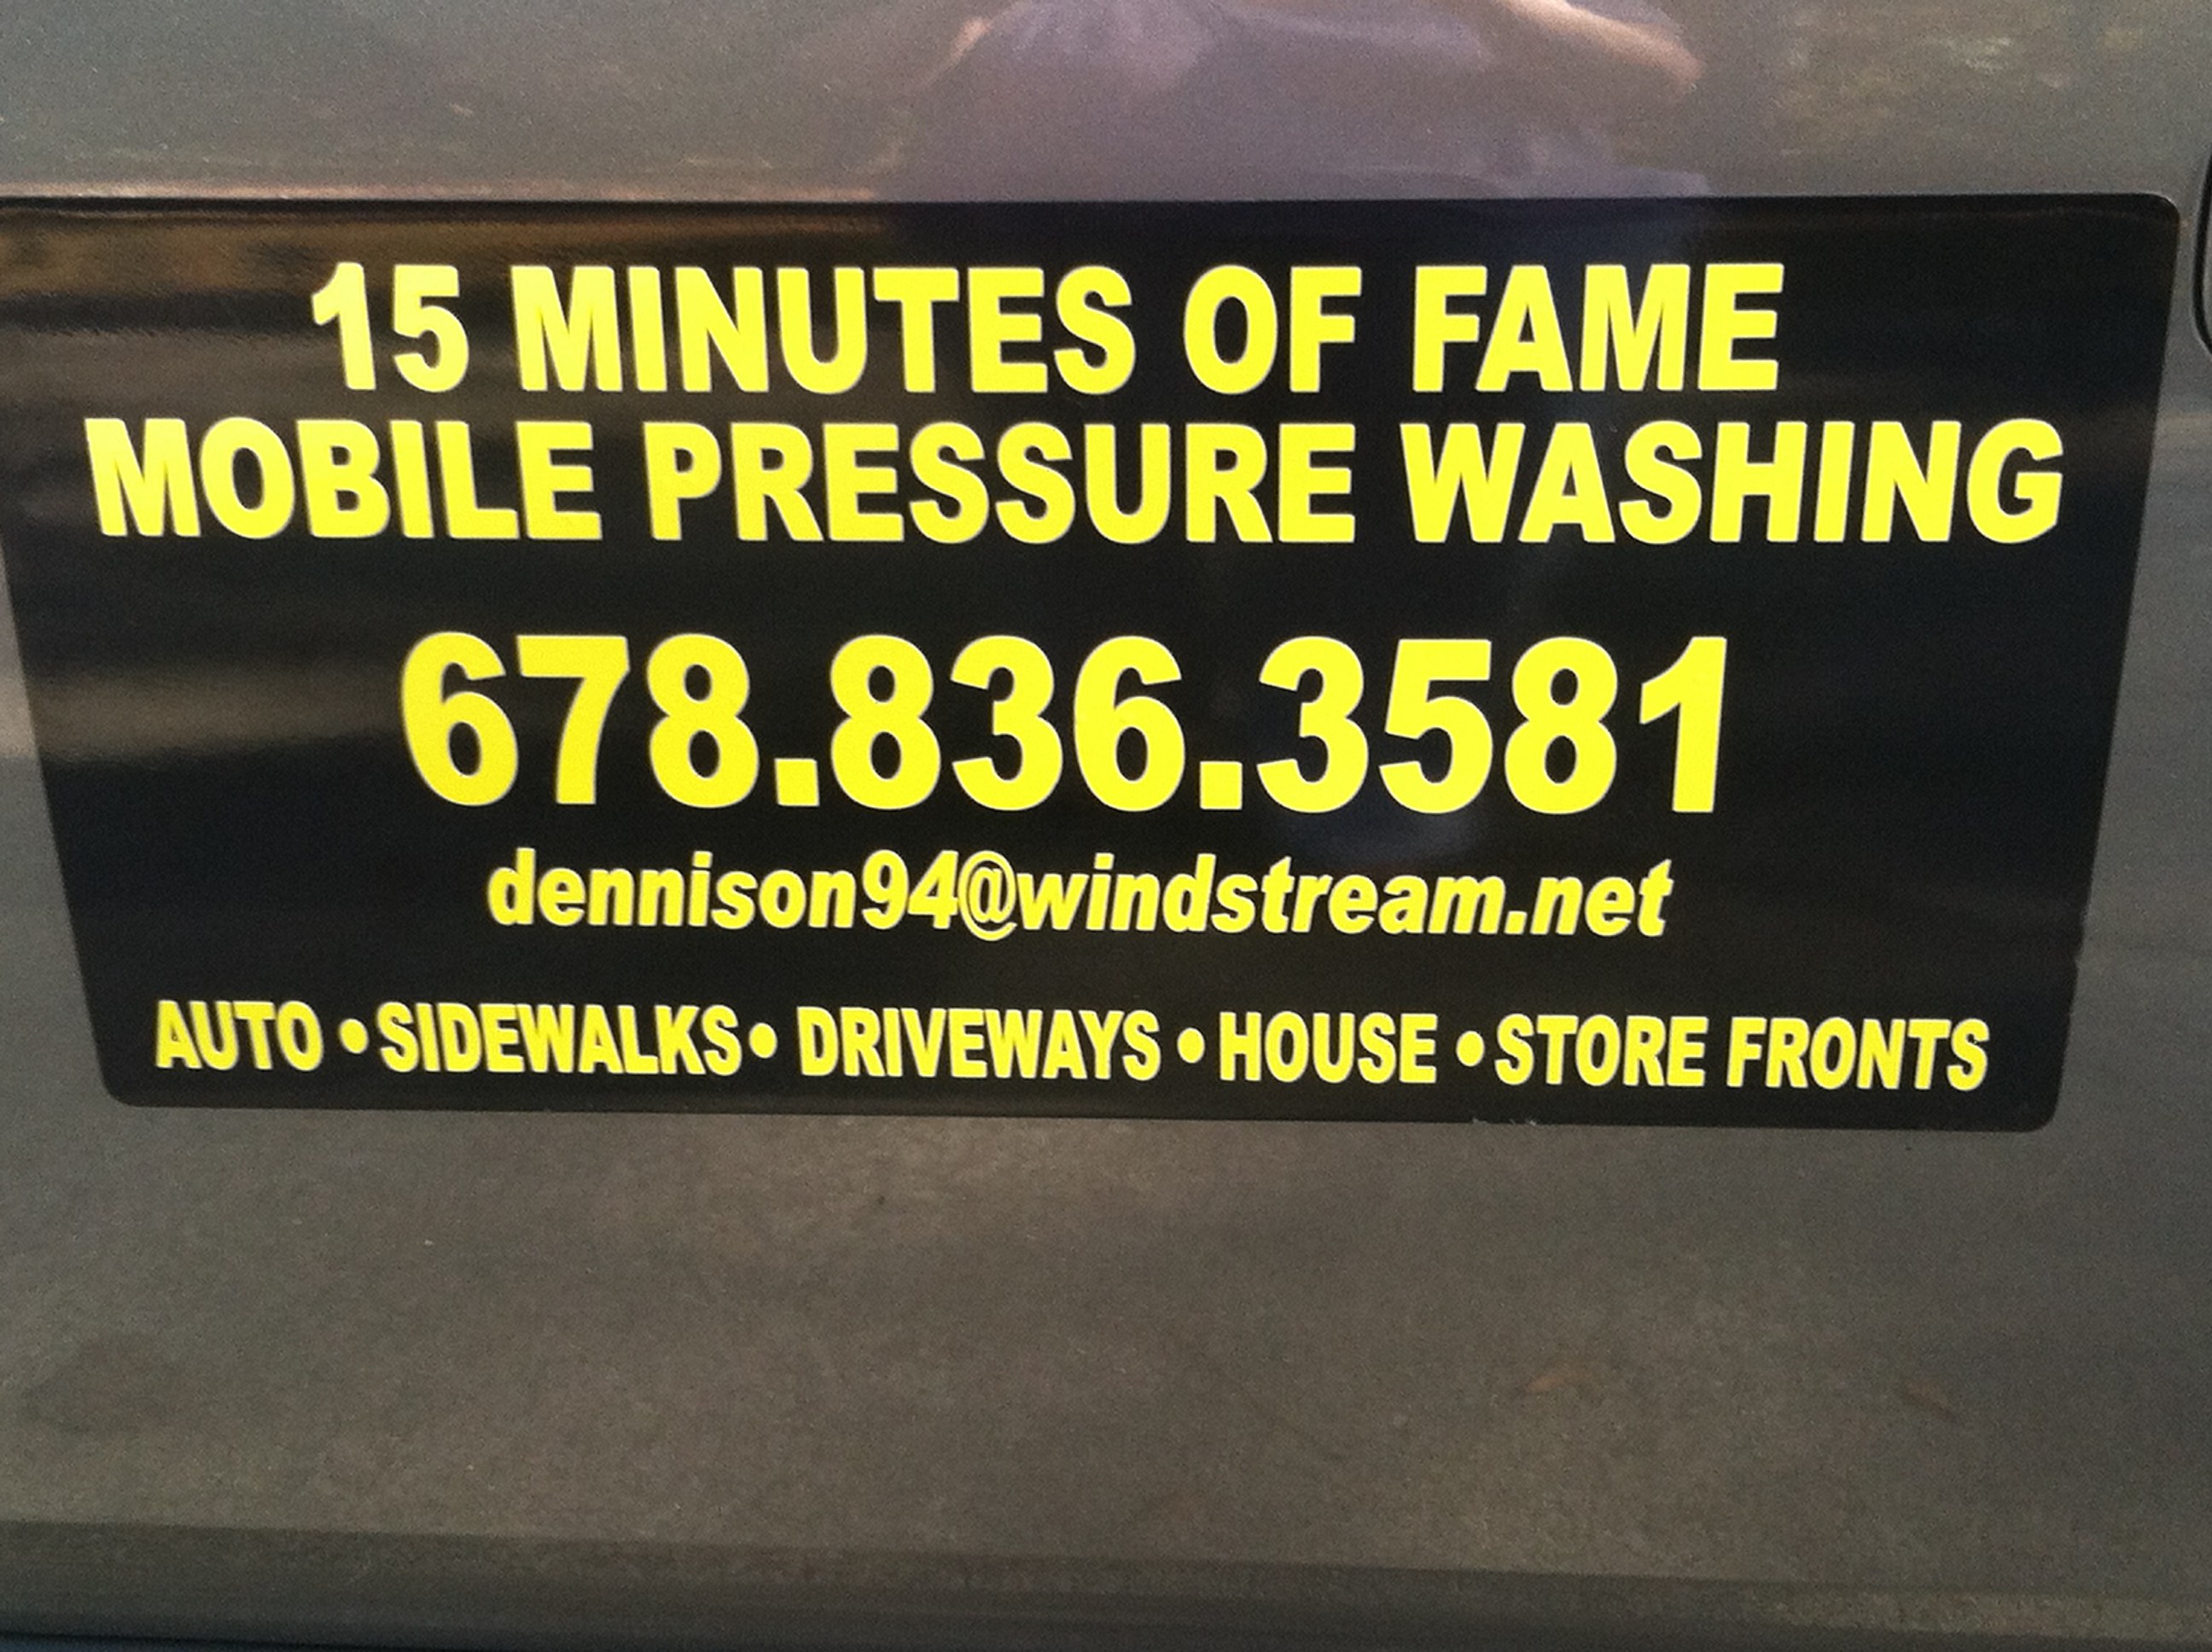 15 MINUTES OF FAME
MOBILE PRESSURE WASHING
678.836.3581
dennison94@windstream.net
AUTO • SIDEWALKS • DRIVEWAYS • HOUSE • STORE FRONTS